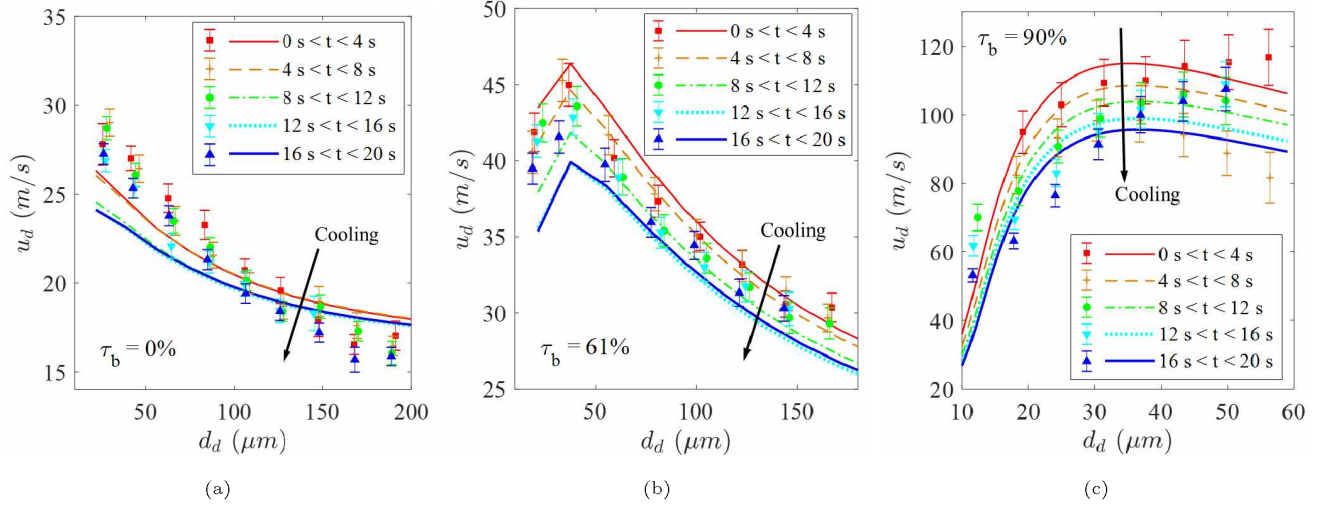 35
30
25
20
15
u_d (m/s)
0 s < t < 4 s
4 s < t < 8 s
8 s < t < 12 s
12 s < t < 16 s
16 s < t < 20 s
Cooling
τ_b = 0%
50
100
150
200
d_d (μm)
(a)
50
45
40
35
30
25
u_d (m/s)
0 s < t < 4 s
4 s < t < 8 s
8 s < t < 12 s
12 s < t < 16 s
16 s < t < 20 s
Cooling
τ_b = 61%
50
100
150
d_d (μm)
(b)
120
100
80
60
40
20
u_d (m/s)
τ_b = 90%
Cooling
0 s < t < 4 s
4 s < t < 8 s
8 s < t < 12 s
12 s < t < 16 s
16 s < t < 20 s
10
20
30
40
50
60
d_d (μm)
(c)